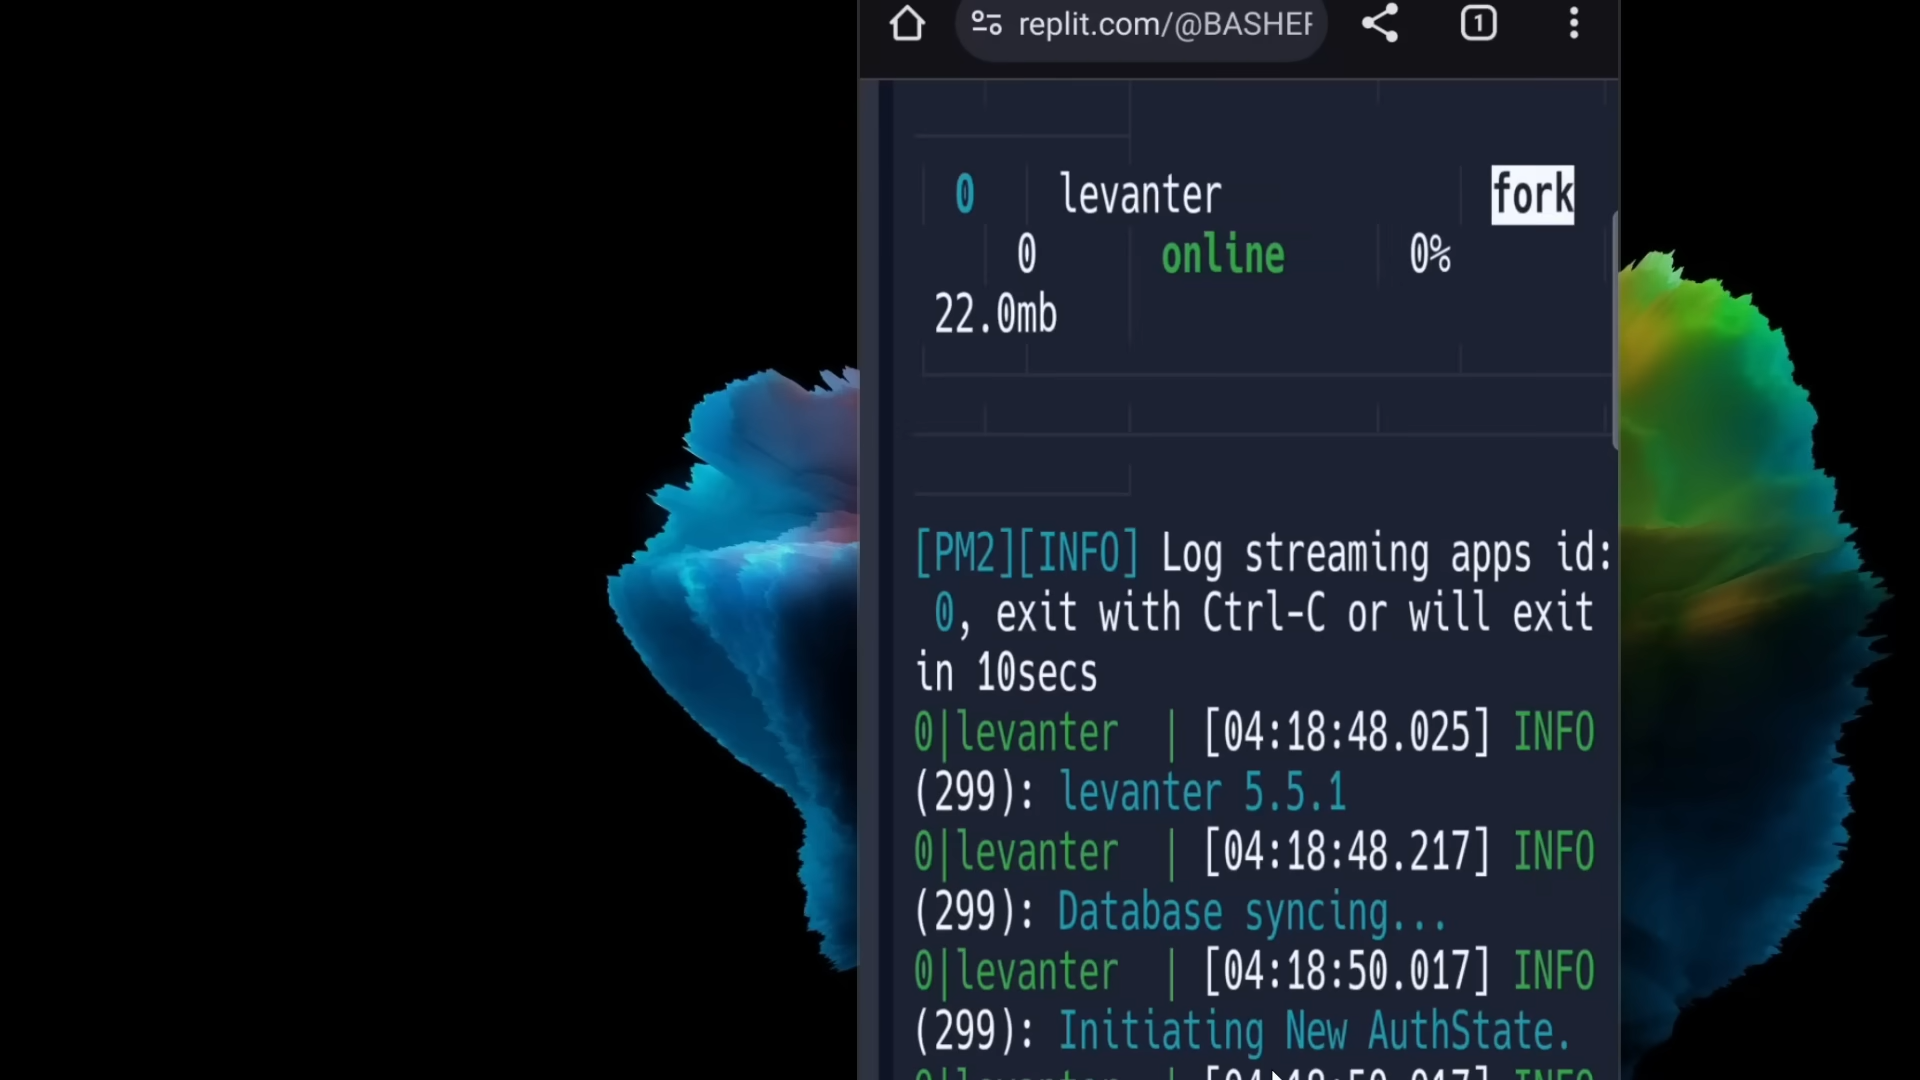 replit.com/@BASHER
1
0 levanter fork
0 online 0%
22.0mb
[PM2][INFO] Log streaming apps id:
0, exit with Ctrl-C or will exit
in 10secs
0|levanter | [04:18:48.025] INFO
(299): levanter 5.5.1
0|levanter | [04:18:48.217] INFO
(299): Database syncing...
0|levanter | [04:18:50.017] INFO
(299): Initiating New AuthState.